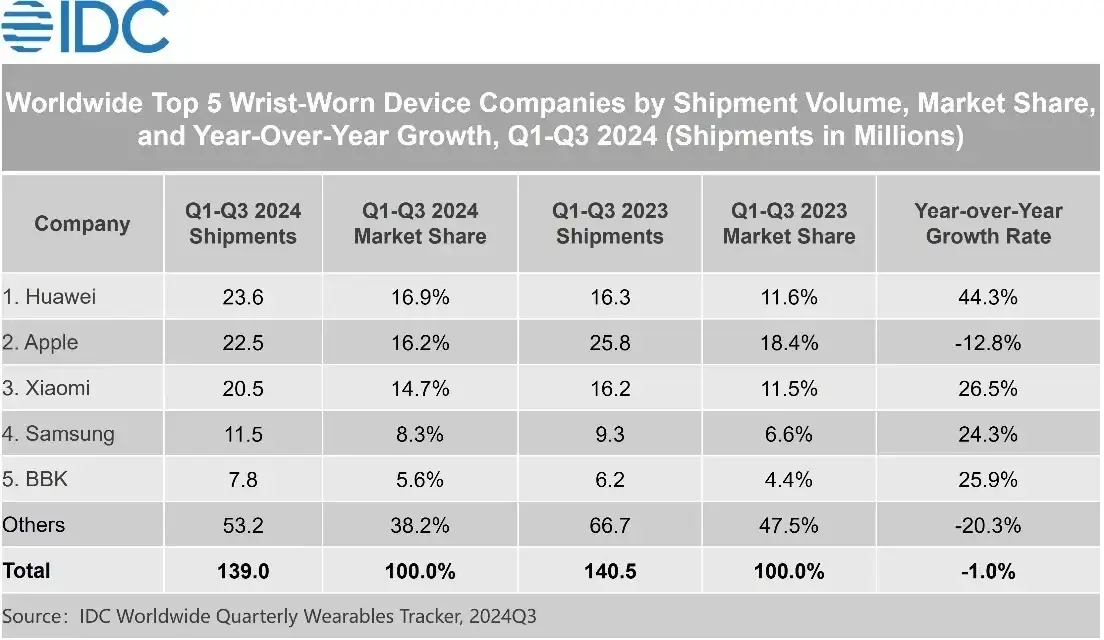 IDC
Worldwide Top 5 Wrist-Worn Device Companies by Shipment Volume, Market Share,
and Year-Over-Year Growth, Q1-Q3 2024 (Shipments in Millions)
Company Q1-Q3 2024 Shipments Q1-Q3 2024 Market Share Q1-Q3 2023 Shipments Q1-Q3 2023 Market Share Year-over-Year Growth Rate
1. Huawei 23.6 16.9% 16.3 11.6% 44.3%
2. Apple 22.5 16.2% 25.8 18.4% -12.8%
3. Xiaomi 20.5 14.7% 16.2 11.5% 26.5%
4. Samsung 11.5 8.3% 9.3 6.6% 24.3%
5. BBK 7.8 5.6% 6.2 4.4% 25.9%
Others 53.2 38.2% 66.7 47.5% -20.3%
Total 139.0 100.0% 140.5 100.0% -1.0%
Source：IDC Worldwide Quarterly Wearables Tracker, 2024Q3